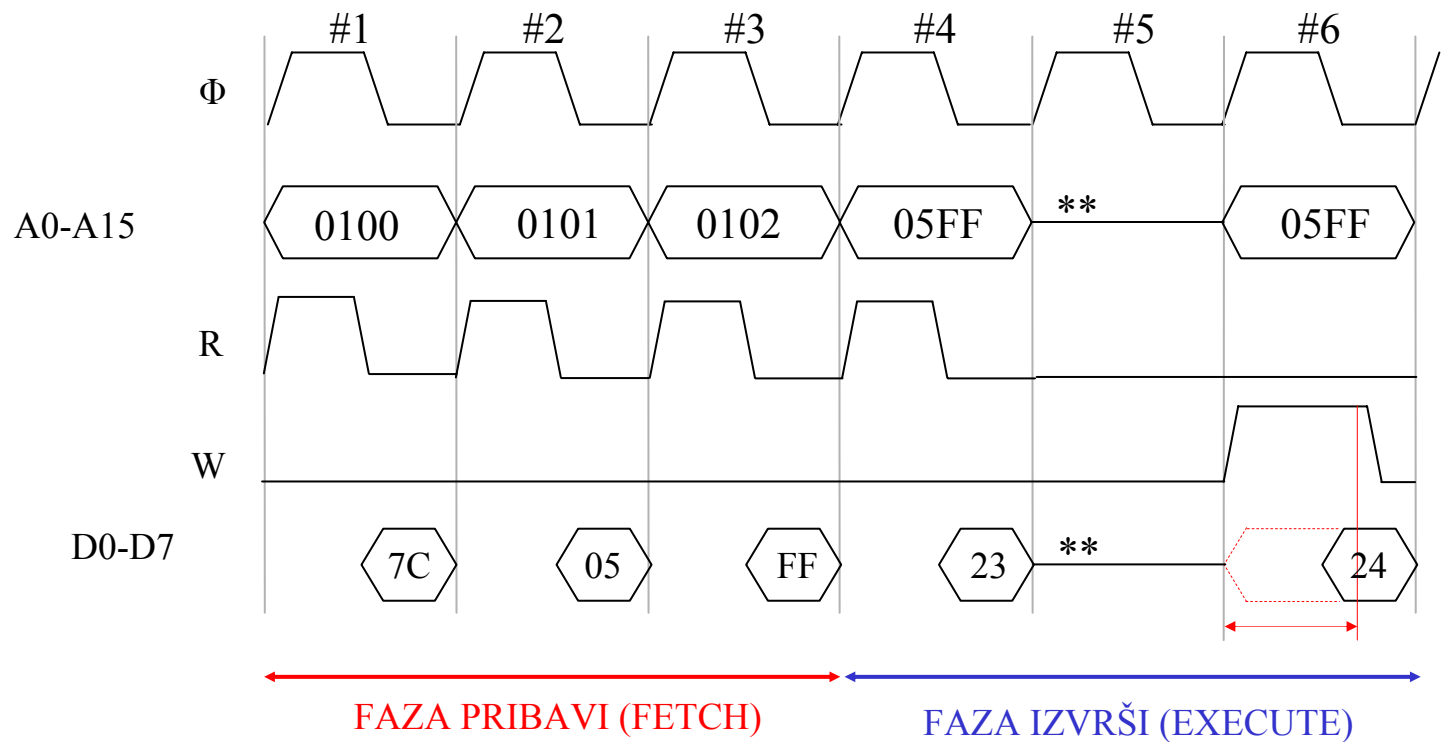 #1 #2 #3 #4 #5 #6
Φ
A0-A15 0100 0101 0102 05FF ** 05FF
R
W
D0-D7 7C 05 FF 23 ** 24
FAZA PRIBAVI (FETCH) FAZA IZVRŠI (EXECUTE)